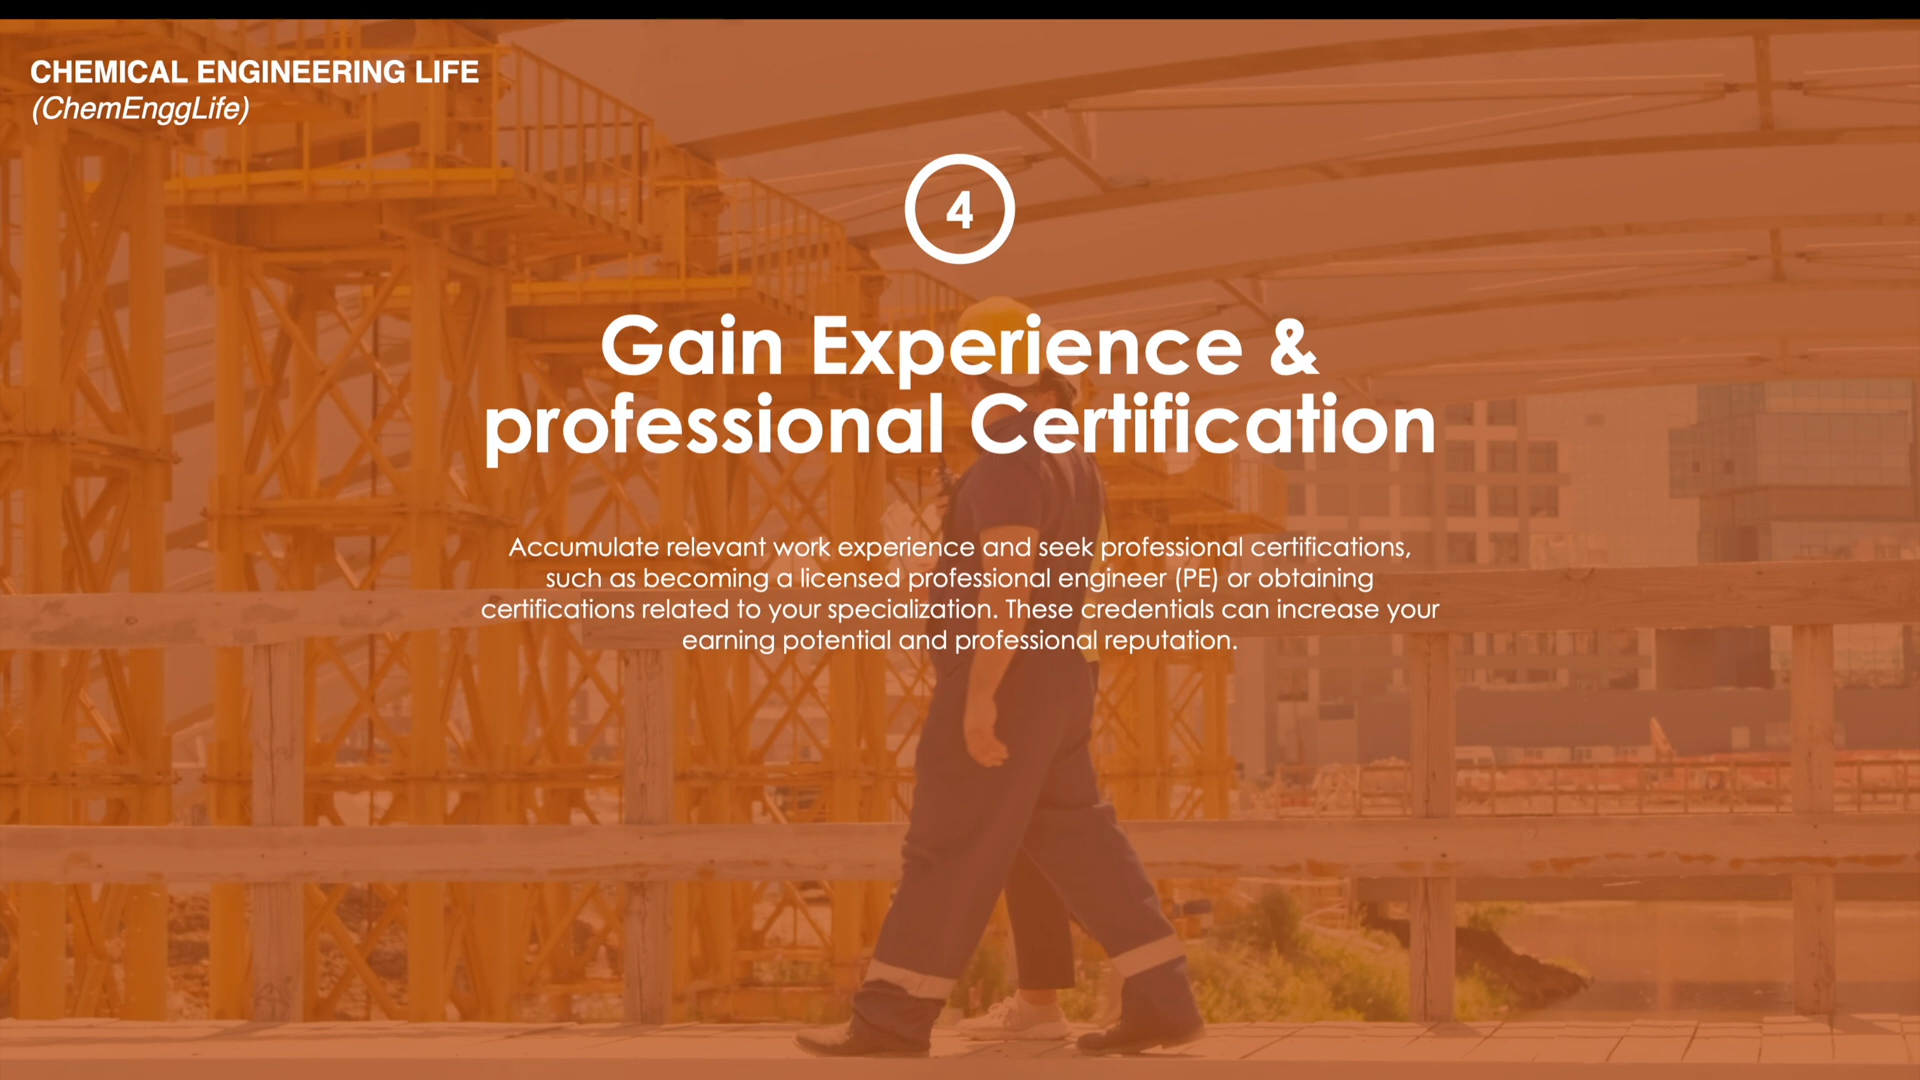 CHEMICAL ENGINEERING LIFE
(ChemEnggLife)
4
Gain Experience &
professional Certification
Accumulate relevant work experience and seek professional certifications,
such as becoming a licensed professional engineer (PE) or obtaining
certifications related to your specialization. These credentials can increase your
earning potential and professional reputation.